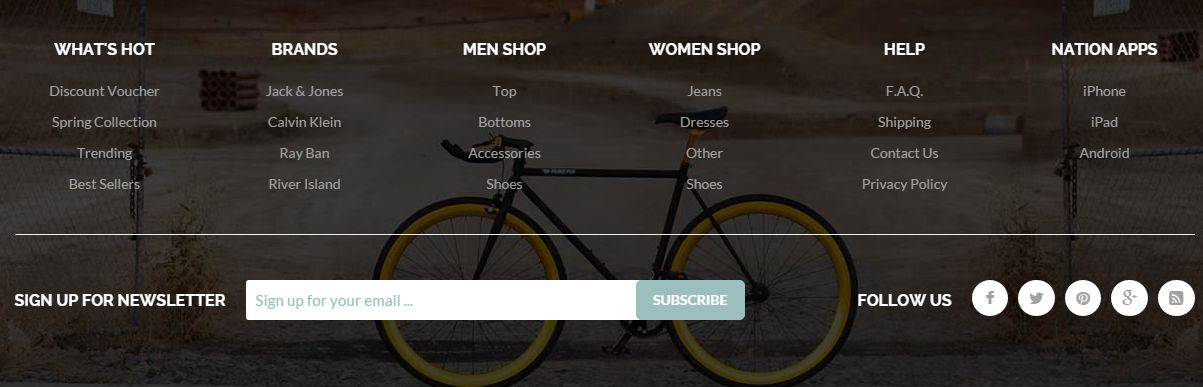 WHAT'S HOT
Discount Voucher
Spring Collection
Trending
Best Sellers
BRANDS
Jack & Jones
Calvin Klein
Ray Ban
River Island
MEN SHOP
Top
Bottoms
Accessories
Shoes
WOMEN SHOP
Jeans
Dresses
Other
Shoes
HELP
F.A.Q.
Shipping
Contact Us
Privacy Policy
NATION APPS
iPhone
iPad
Android
PURE FIX
SIGN UP FOR NEWSLETTER
Sign up for your email ...
SUBSCRIBE
FOLLOW US